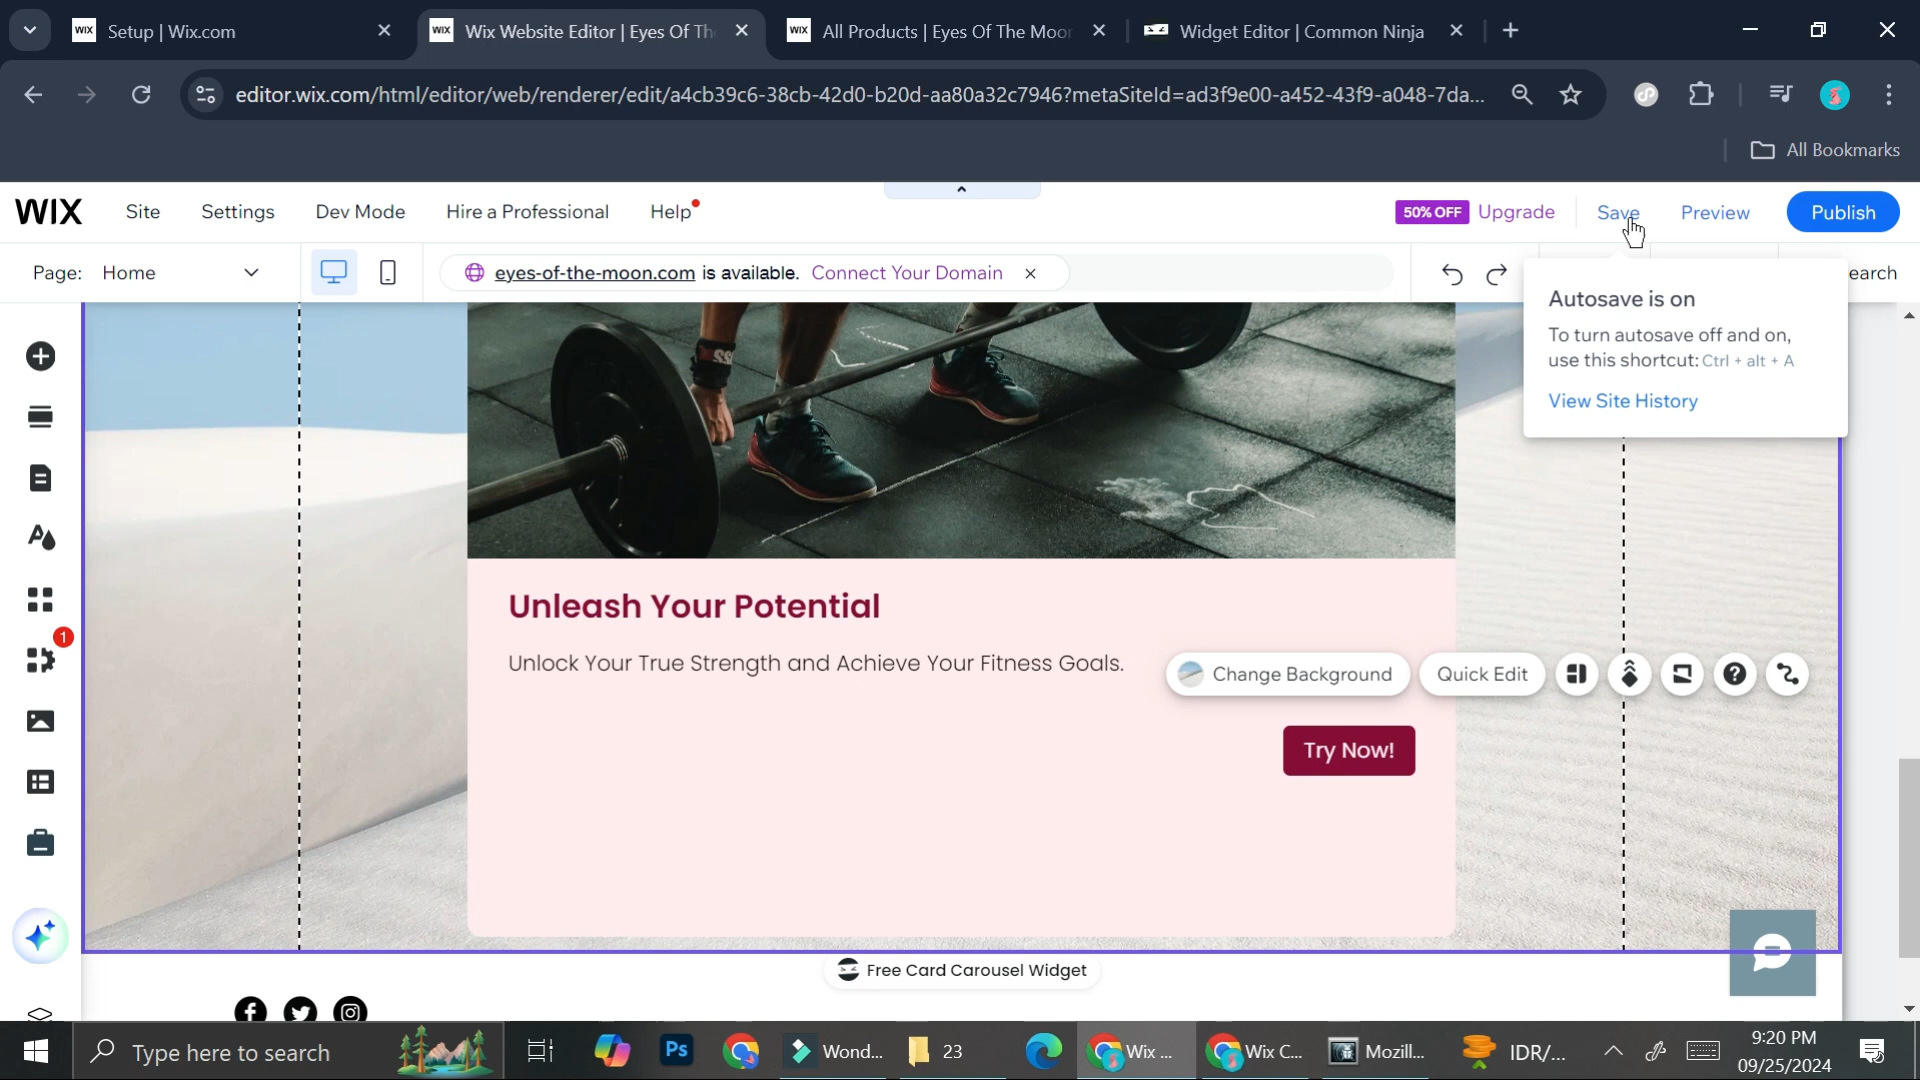 WIX Setup | Wix.com
WIX Wix Website Editor | Eyes Of Th
WIX All Products | Eyes Of The Moor
Widget Editor | Common Ninja
editor.wix.com/html/editor/web/renderer/edit/a4cb39c6-38cb-42d0-b20d-aa80a32c7946?metaSiteId=ad3f9e00-a452-43f9-a048-7da...
All Bookmarks
WIX Site Settings Dev Mode Hire a Professional Help 50% OFF Upgrade Save Preview Publish
Page: Home eyes-of-the-moon.com is available. Connect Your Domain earch
Autosave is on
To turn autosave off and on,
use this shortcut: Ctrl + alt + A
View Site History
1
Unleash Your Potential
Unlock Your True Strength and Achieve Your Fitness Goals.
Change Background Quick Edit
Try Now!
Free Card Carousel Widget
Type here to search Ps Wond... 23 Wix ... Wix C... Mozill... IDR/... 9:20 PM
09/25/2024